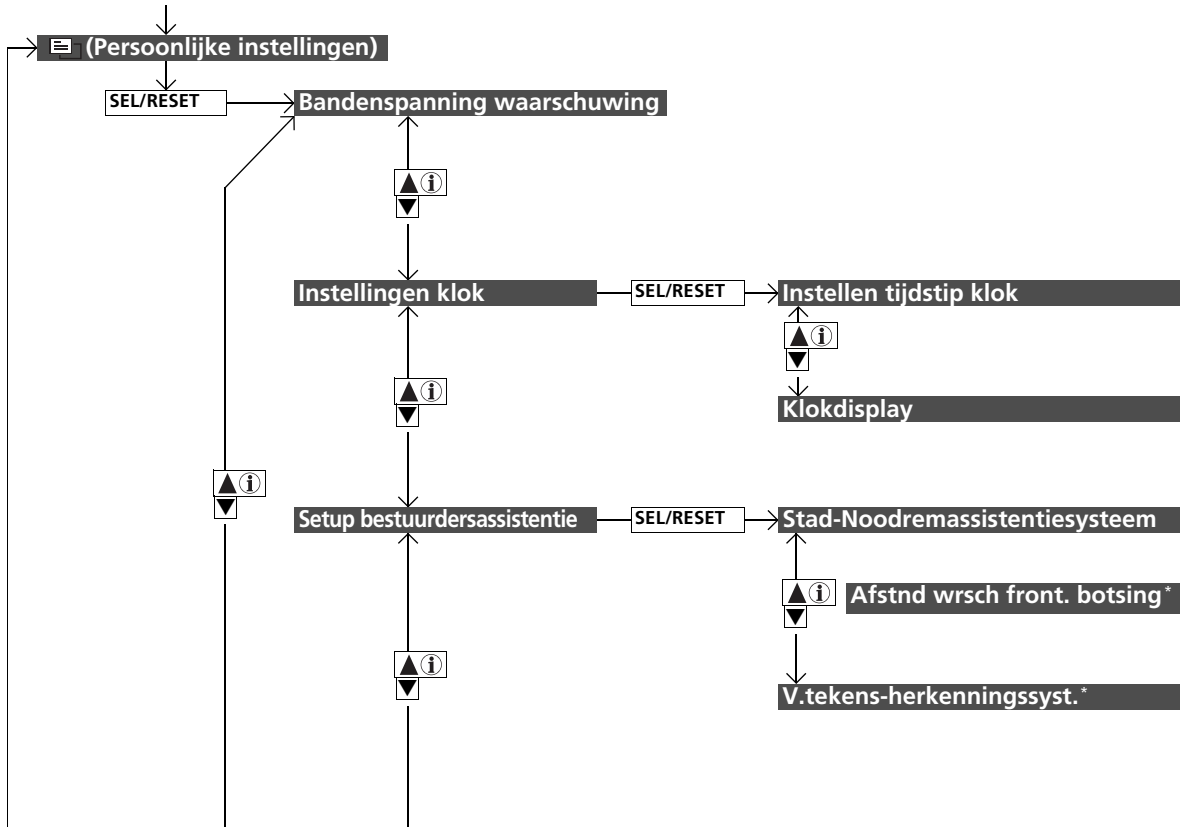 (Persoonlijke instellingen)
SEL/RESET
Bandenspanning waarschuwing
Instellingen klok
SEL/RESET
Instellen tijdstip klok
Klokdisplay
Setup bestuurdersassistentie
SEL/RESET
Stad-Noodremassistentiesysteem
Afstnd wrsch front. botsing*
V.tekens-herkenningssyst.*